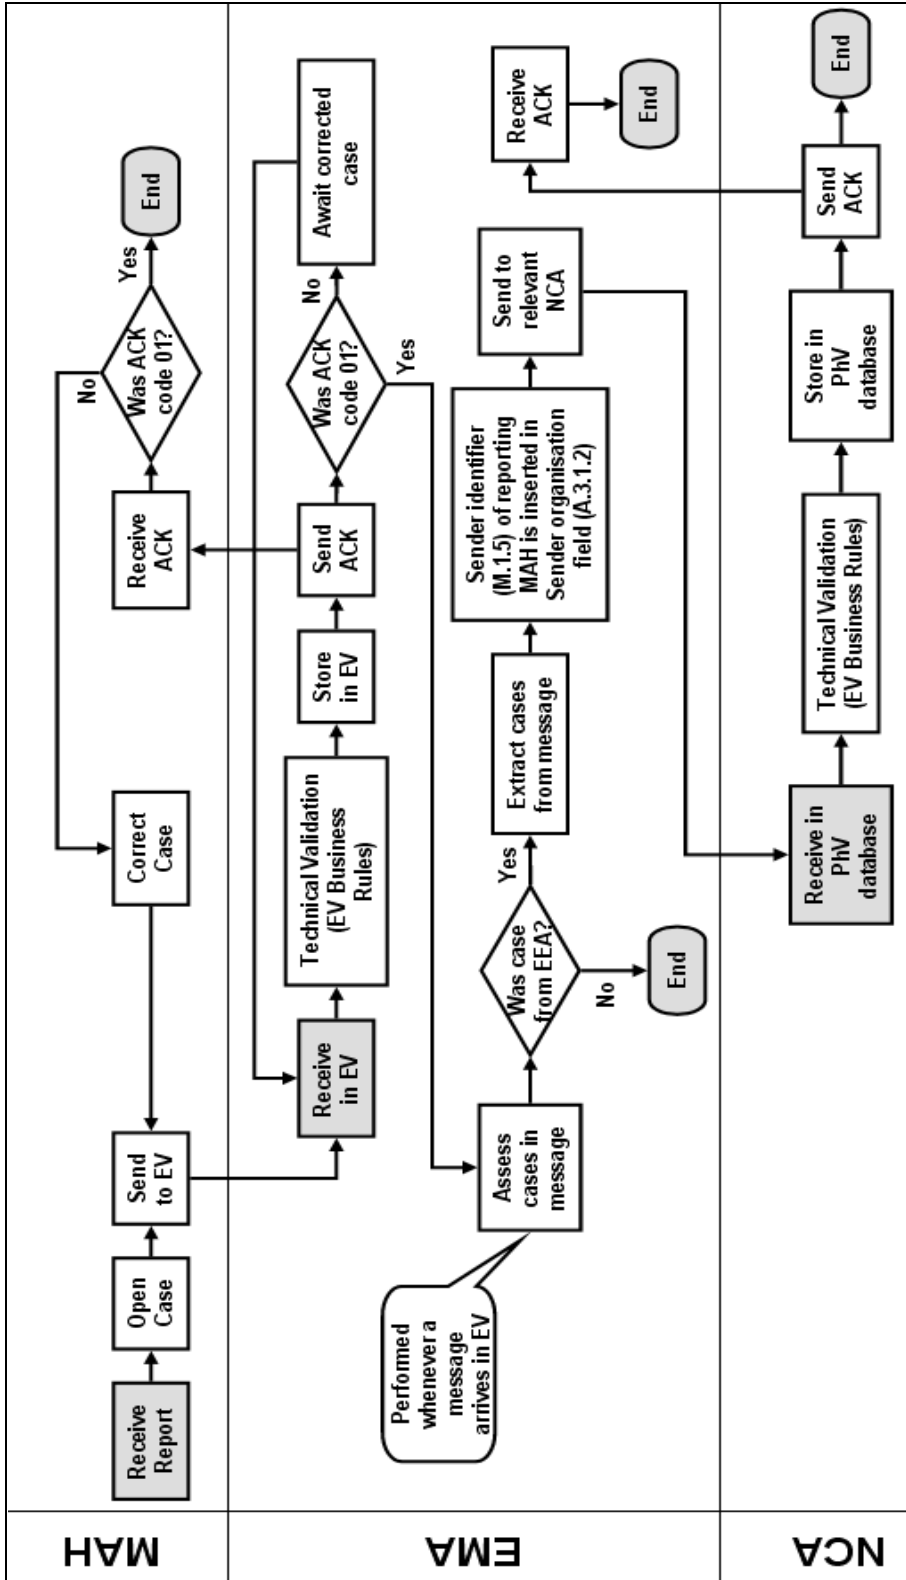 MAH
Receive
Report
Open
Case
Send
to EV
Correct
Case
Receive
ACK
Was ACK
code 01?
No
Yes
End
EMA
Receive
in EV
Technical Validation
(EV Business
Rules)
Store
in EV
Send
ACK
Was ACK
code 01?
No
Yes
Await corrected
case
Performed
whenever a
message
arrives in EV
Assess
cases in
message
Was case
from EEA?
No
Yes
End
Extract cases
from message
Sender identifier
(M.1.5) of reporting
MAH is inserted in
Sender organisation
field (A.3.1.2)
Send to
relevant
NCA
Receive
ACK
End
NCA
Receive in
PhV
database
Technical Validation
(EV Business Rules)
Store in
PhV
database
Send
ACK
End